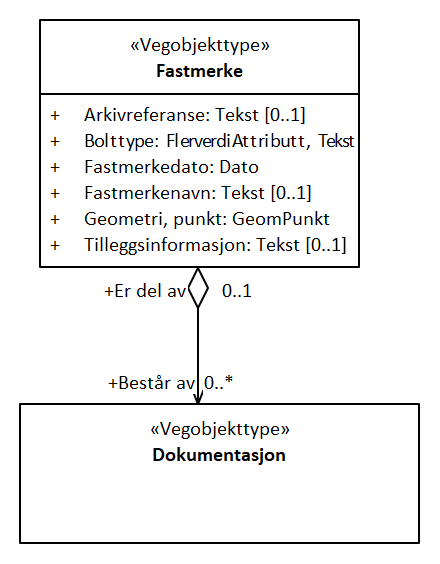 «Vegobjekttype»
Fastmerke
+ Arkivreferanse: Tekst [0..1]
+ Bolttype: FlerverdiAttributt, Tekst
+ Fastmerkedato: Dato
+ Fastmerkenavn: Tekst [0..1]
+ Geometri, punkt: GeomPunkt
+ Tilleggsinformasjon: Tekst [0..1]
+Er del av 0..1
+Består av 0..*
«Vegobjekttype»
Dokumentasjon